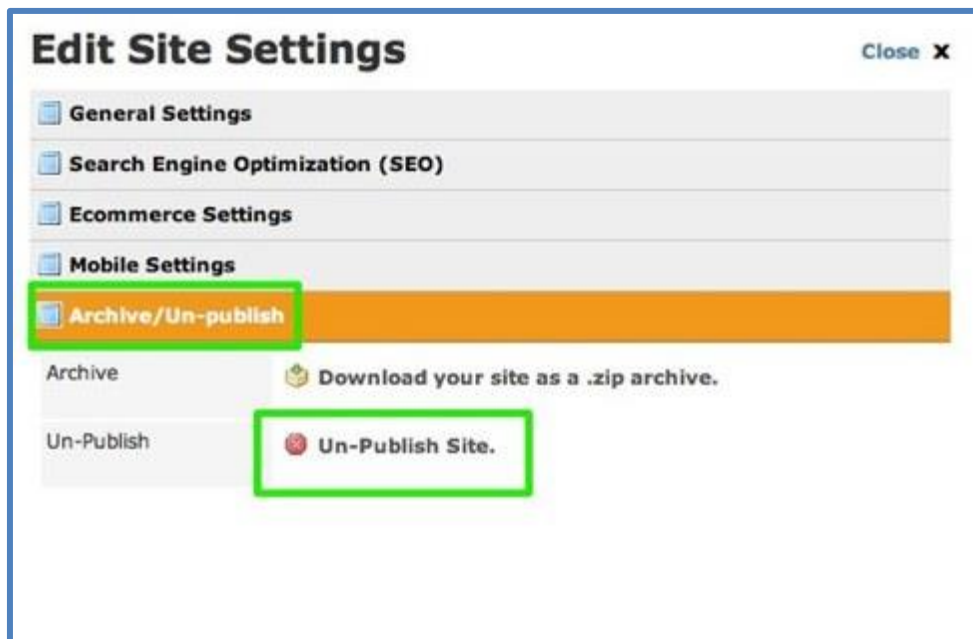 Edit Site Settings
Close X
General Settings
Search Engine Optimization (SEO)
Ecommerce Settings
Mobile Settings
Archive/Un-publish
Archive
Download your site as a .zip archive.
Un-Publish
Un-Publish Site.